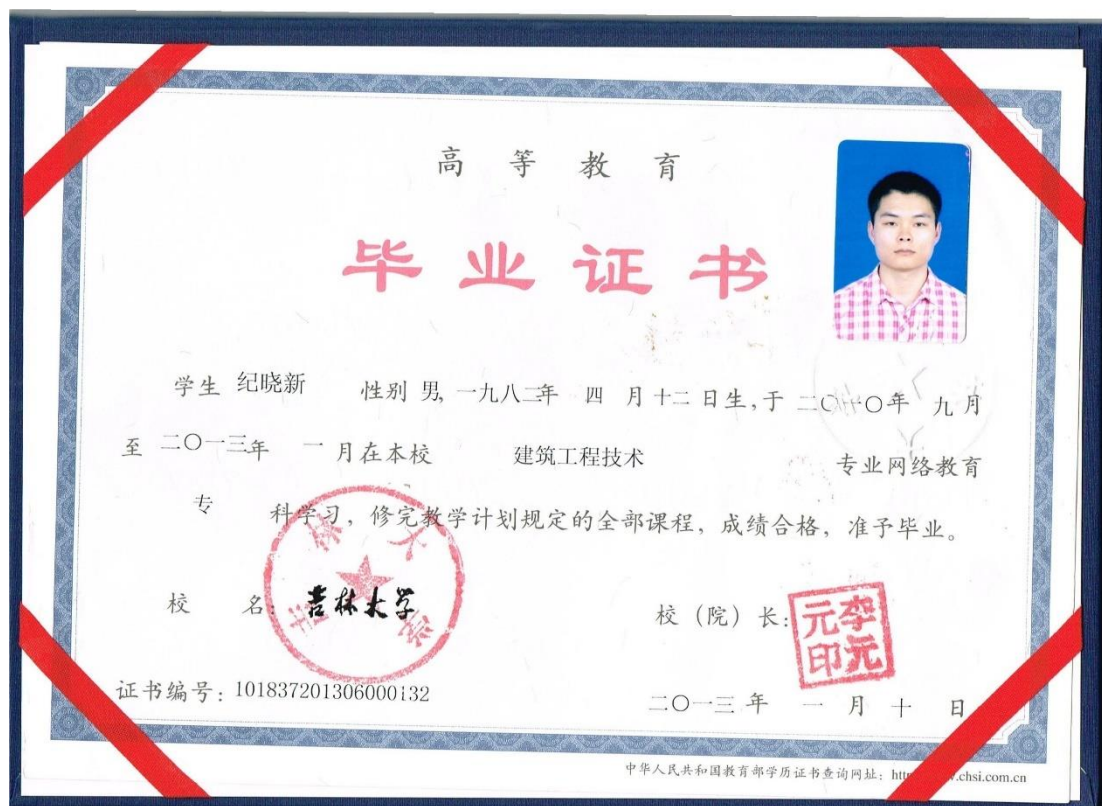 高等教育
毕业证书
学生 纪晓新 性别 男, 一九八二年 四 月 十二 日生, 于 二〇一〇年 九 月
至 二〇一三年 一 月在本校 建筑工程技术 专业网络教育
专 科学习, 修完教学计划规定的全部课程, 成绩合格, 准予毕业。
校 名: 吉林大学
校 (院) 长: 李元元印
证书编号: 101837201306000132
二〇一三 年 一 月 十 日
中华人民共和国教育部学历证书查询网址: .chsi.com.cn